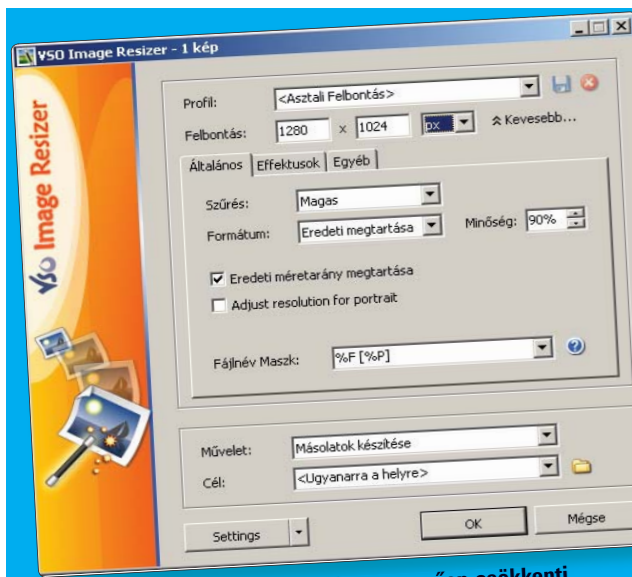 VSO Image Resizer - 1 kép
VSO Image Resizer
Profil: <Asztali Felbontás>
Felbontás: 1280 x 1024 px Kevesebb...
Általános Effektusok Egyéb
Szűrés: Magas
Formátum: Eredeti megtartása Minőség: 90%
Eredeti méretarány megtartása
Adjust resolution for portrait
Fájlnév Maszk: %F [%P]
Művelet: Másolatok készítése
Cél: <Ugyanarra a helyre>
Settings OK Mégse
csökkenti